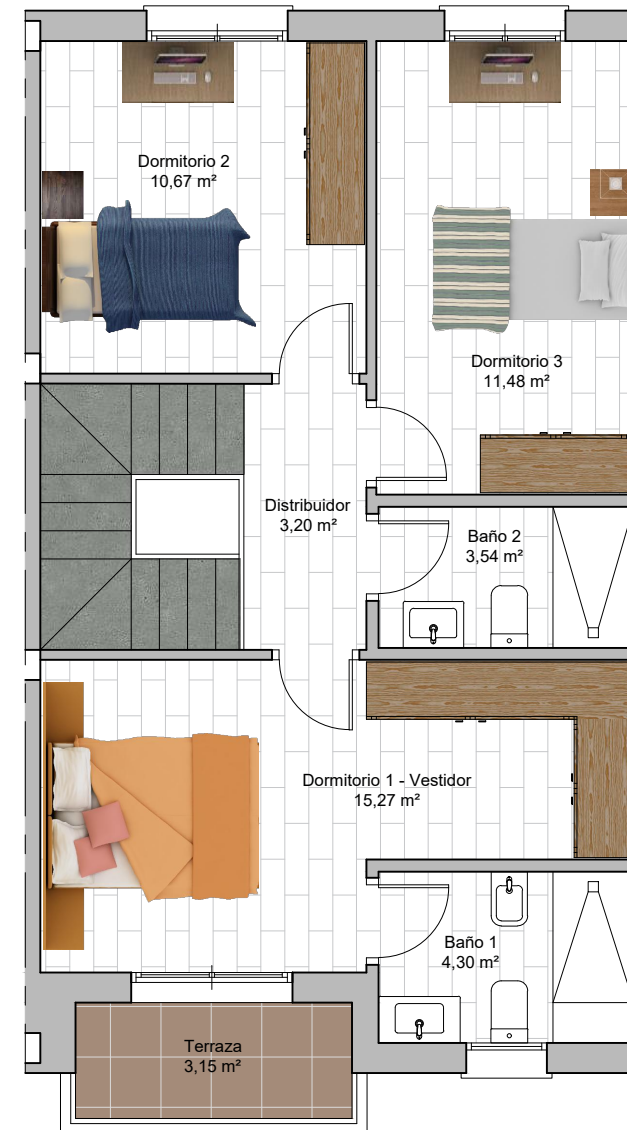 Dormitorio 2
10,67 m²
Dormitorio 3
11,48 m²
Distribuidor
3,20 m²
Baño 2
3,54 m²
Dormitorio 1 - Vestidor
15,27 m²
Baño 1
4,30 m²
Terraza
3,15 m²